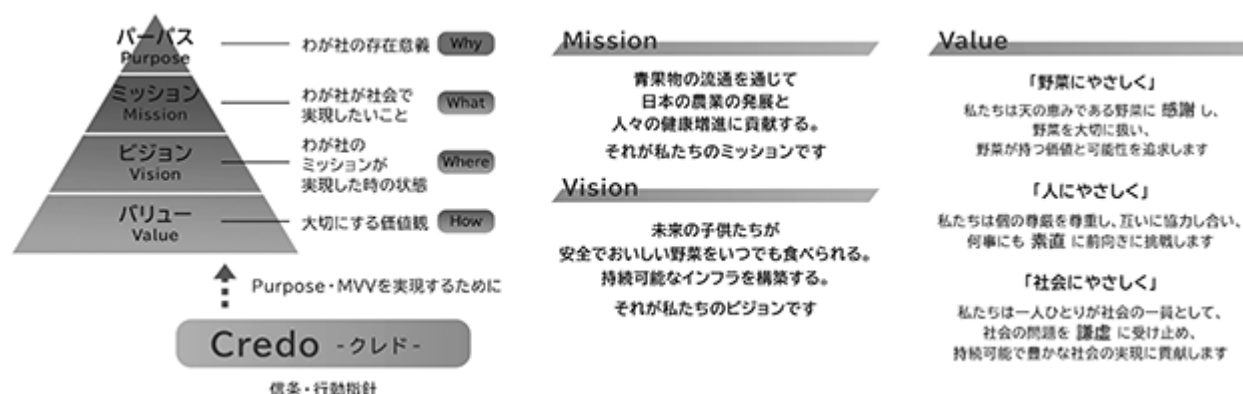 パーパス
Purpose
わが社の存在意義
Why
ミッション
Mission
わが社が社会で
実現したいこと
What
ビジョン
Vision
わが社の
ミッションが
実現した時の状態
Where
バリュー
Value
大切にする価値観
How
Purpose・MVVを実現するために
Credo -クレド-
信条・行動指針
Mission
青果物の流通を通じて
日本の農業の発展と
人々の健康増進に貢献する。
それが私たちのミッションです
Vision
未来の子供たちが
安全でおいしい野菜をいつでも食べられる。
持続可能なインフラを構築する。
それが私たちのビジョンです
Value
「野菜にやさしく」
私たちは天の恵みである野菜に 感謝 し、
野菜を大切に扱い、
野菜が持つ価値と可能性を追求します
「人にやさしく」
私たちは個の尊厳を尊重し、互いに協力し合い、
何事にも 素直 に前向きに挑戦します
「社会にやさしく」
私たちは一人ひとりが社会の一員として、
社会の問題を 謙虚 に受け止め、
持続可能で豊かな社会の実現に貢献します